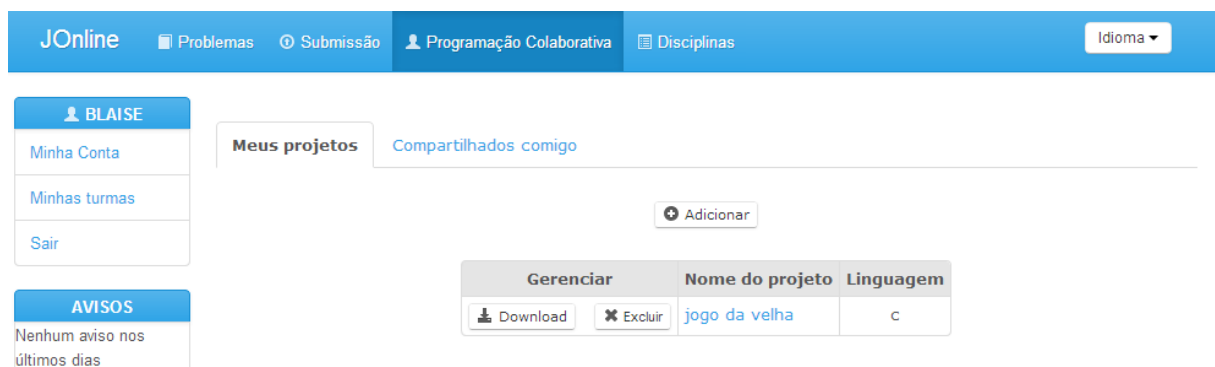 JOnline Problemas Submissão Programação Colaborativa Disciplinas Idioma
BLAISE
Minha Conta
Minhas turmas
Sair
AVISOS
Nenhum aviso nos
últimos dias
Meus projetos Compartilhados comigo
Adicionar
Gerenciar Nome do projeto Linguagem
Download Excluir jogo da velha c